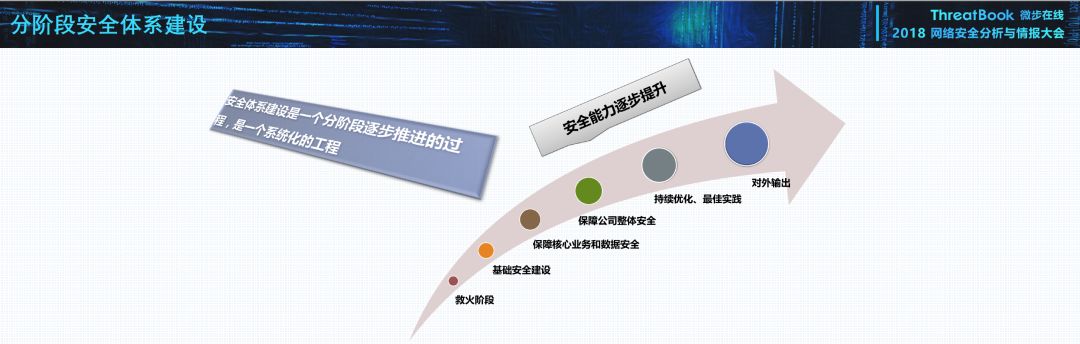 分阶段安全体系建设
ThreatBook 微步在线
2018 网络安全分析与情报大会
安全体系建设是一个分阶段逐步推进的过
程，是一个系统化的工程
安全能力逐步提升
对外输出
持续优化、最佳实践
保障公司整体安全
保障核心业务和数据安全
基础安全建设
救火阶段